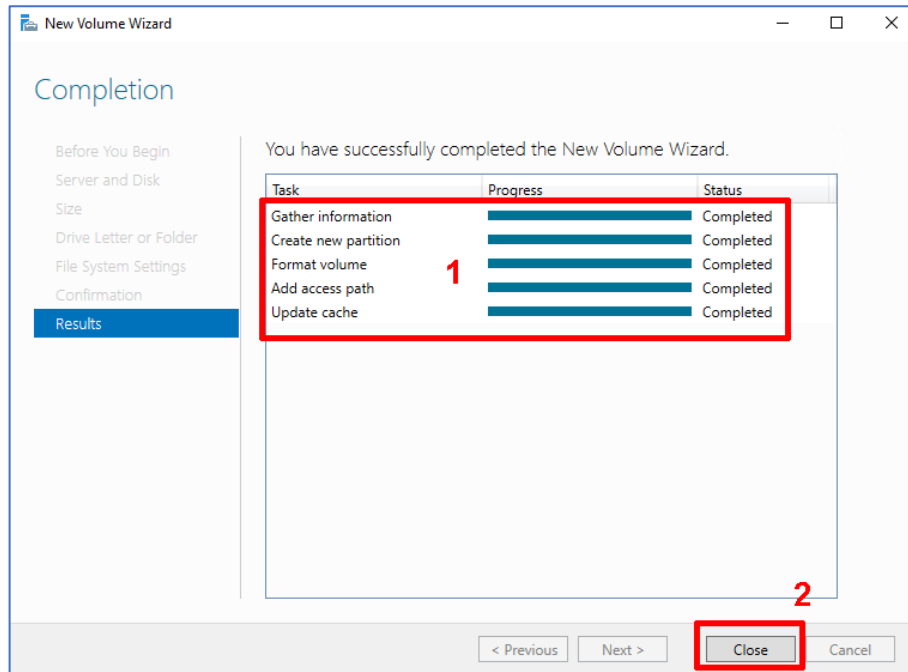 New Volume Wizard
Completion
Before You Begin
Server and Disk
Size
Drive Letter or Folder
File System Settings
Confirmation
Results
You have successfully completed the New Volume Wizard.
Task Progress Status
Gather information Completed
Create new partition Completed
Format volume Completed
Add access path Completed
Update cache Completed
1
2
< Previous Next > Close Cancel